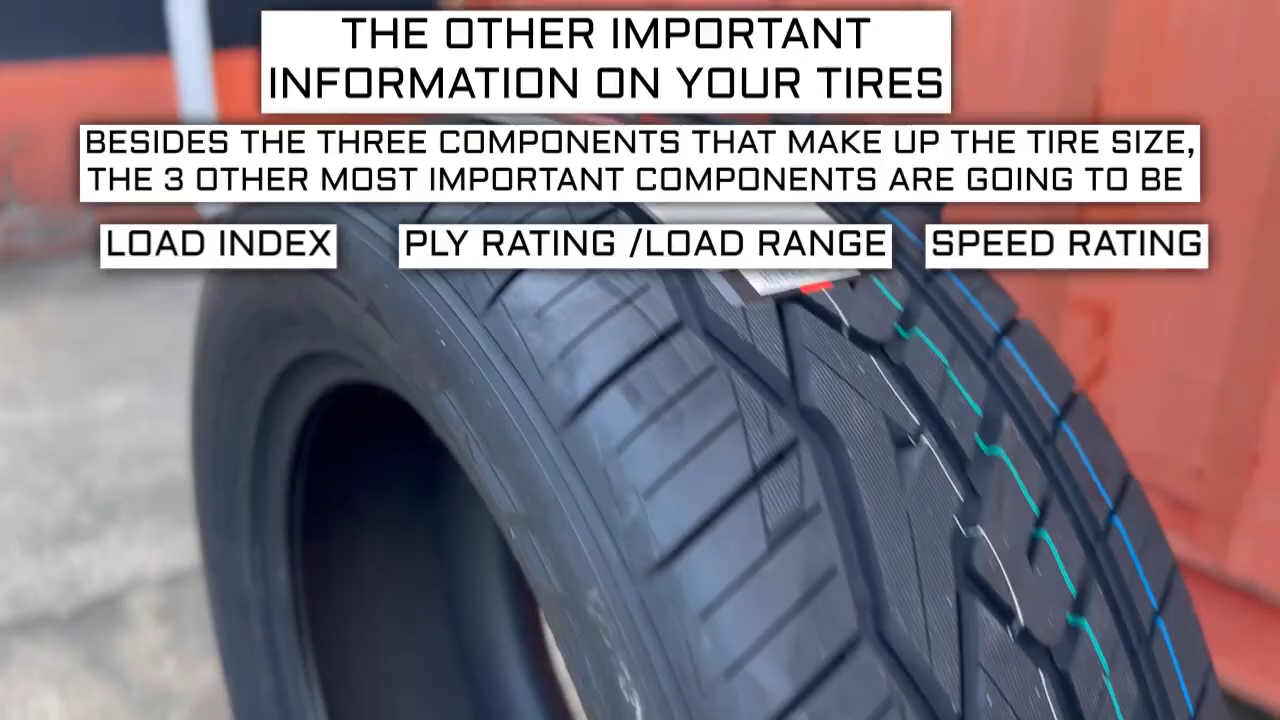 THE OTHER IMPORTANT
INFORMATION ON YOUR TIRES
BESIDES THE THREE COMPONENTS THAT MAKE UP THE TIRE SIZE,
THE 3 OTHER MOST IMPORTANT COMPONENTS ARE GOING TO BE
LOAD INDEX
PLY RATING /LOAD RANGE
SPEED RATING